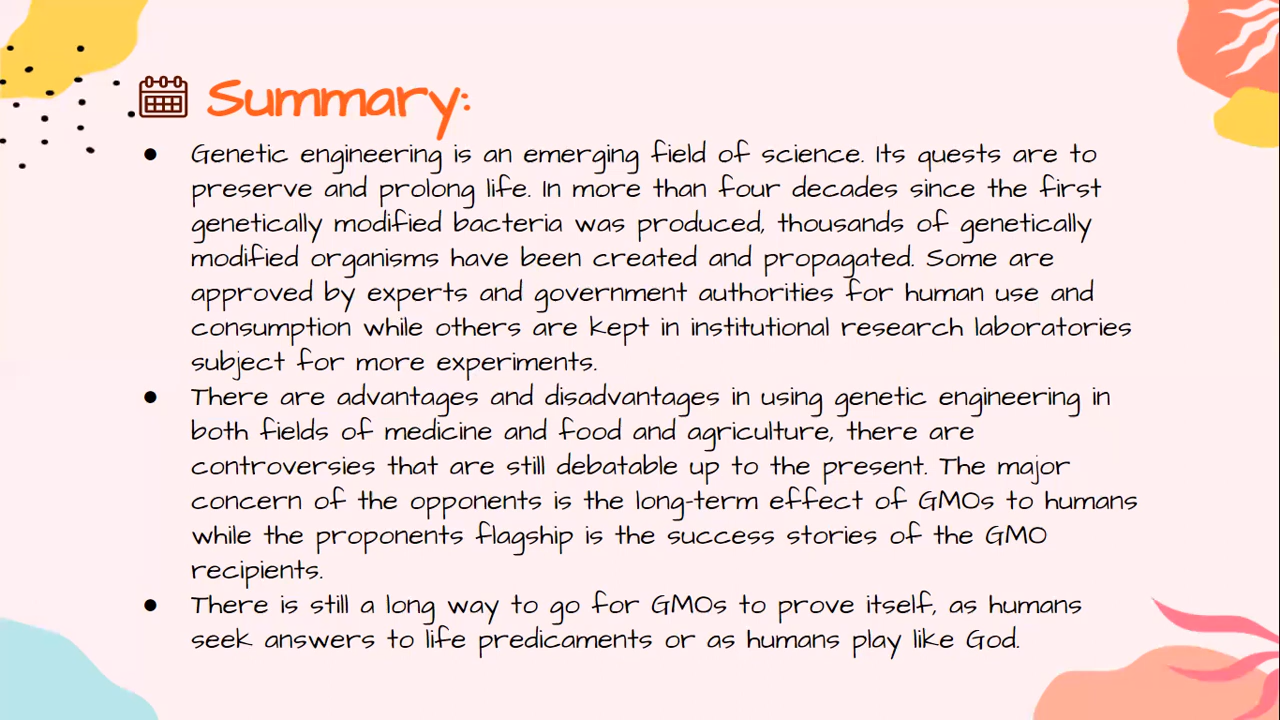 Summary:
● Genetic engineering is an emerging field of science. Its quests are to
preserve and prolong life. In more than four decades since the first
genetically modified bacteria was produced, thousands of genetically
modified organisms have been created and propagated. Some are
approved by experts and government authorities for human use and
consumption while others are kept in institutional research laboratories
subject for more experiments.
● There are advantages and disadvantages in using genetic engineering in
both fields of medicine and food and agriculture, there are
controversies that are still debatable up to the present. The major
concern of the opponents is the long-term effect of GMOs to humans
while the proponents flagship is the success stories of the GMO
recipients.
● There is still a long way to go for GMOs to prove itself, as humans
seek answers to life predicaments or as humans play like God.